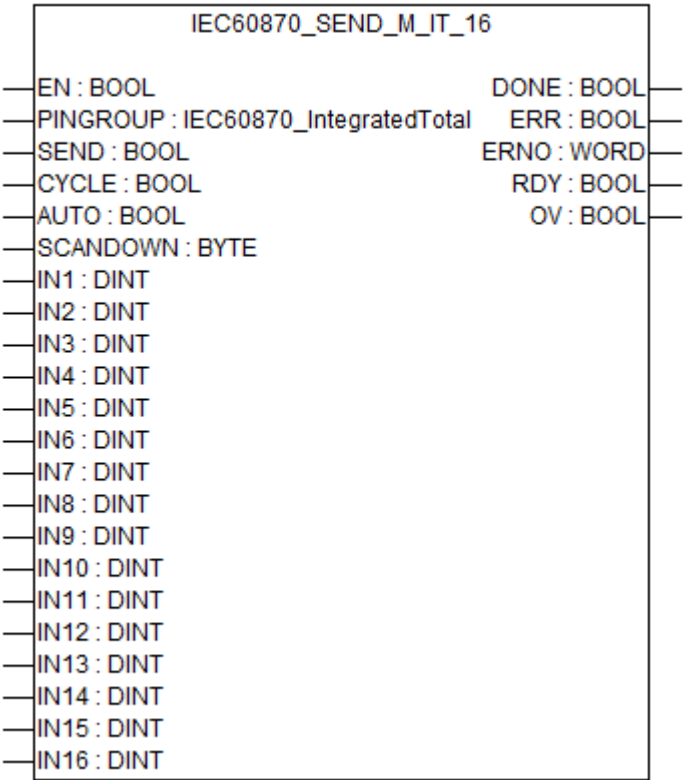 IEC60870_SEND_M_IT_16
EN : BOOL DONE : BOOL
PINGROUP : IEC60870_IntegratedTotal ERR : BOOL
SEND : BOOL ERNO : WORD
CYCLE : BOOL RDY : BOOL
AUTO : BOOL OV : BOOL
SCANDOWN : BYTE
IN1 : DINT
IN2 : DINT
IN3 : DINT
IN4 : DINT
IN5 : DINT
IN6 : DINT
IN7 : DINT
IN8 : DINT
IN9 : DINT
IN10 : DINT
IN11 : DINT
IN12 : DINT
IN13 : DINT
IN14 : DINT
IN15 : DINT
IN16 : DINT